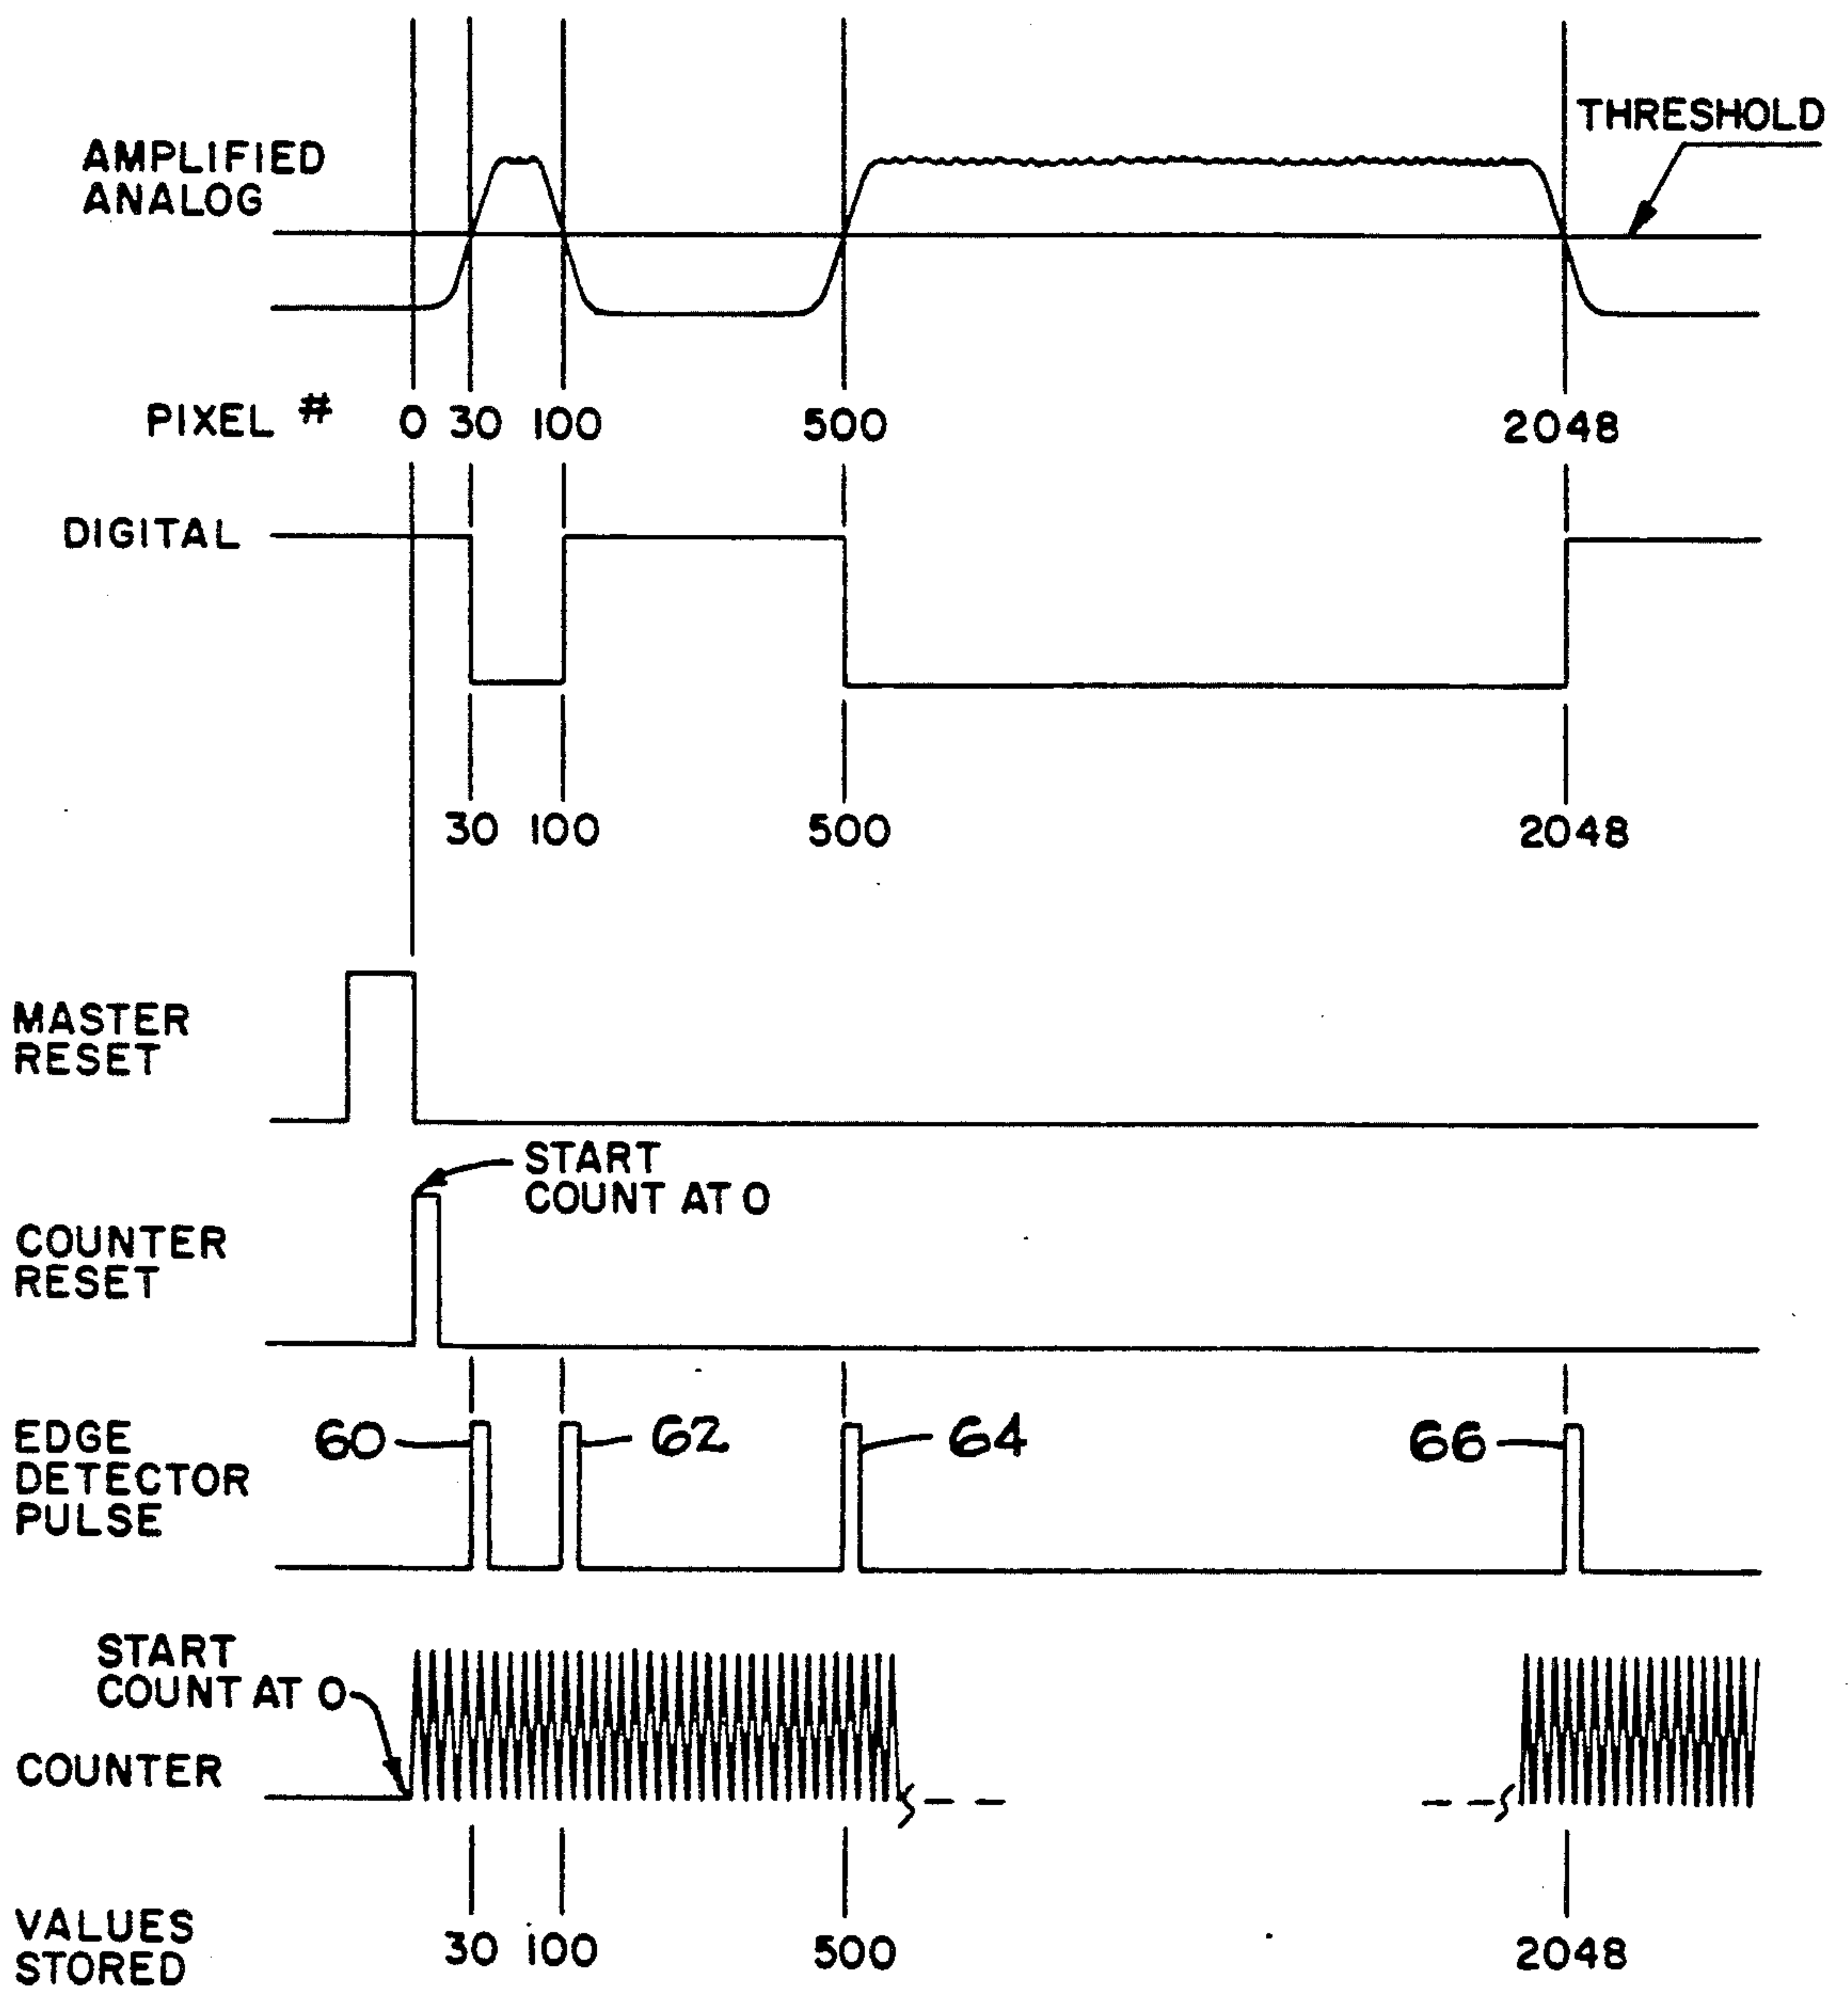 THRESHOLD
AMPLIFIED
ANALOG
PIXEL # 0 30 100 500 2048
DIGITAL
30 100 500 2048
MASTER
RESET
START
COUNT AT 0
COUNTER
RESET
EDGE
DETECTOR
PULSE
60 62 64 66
START
COUNT AT 0
COUNTER
VALUES
STORED
30 100 500 2048